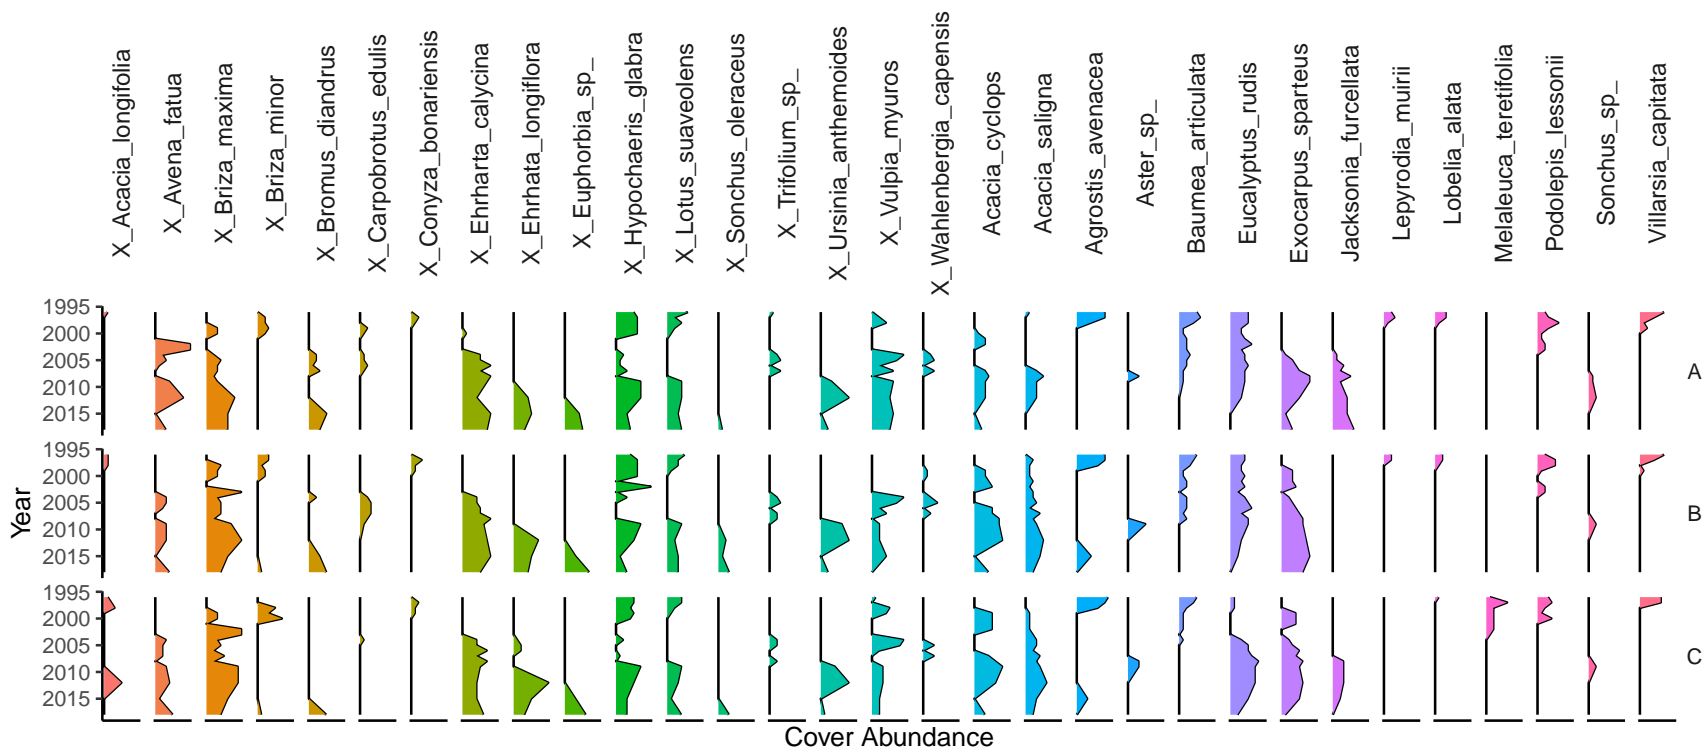 X_Acacia_longifolia
X_Avena_fatua
X_Briza_maxima
X_Briza_minor
X_Bromus_diandrus
X_Carpobrotus_edulis
X_Conyza_bonariensis
X_Ehrharta_calycina
X_Ehrhata_longiflora
X_Euphorbia_sp_
X_Hypochaeris_glabra
X_Lotus_suaveolens
X_Sonchus_oleraceus
X_Trifolium_sp_
X_Ursinia_anthemoides
X_Vulpia_myuros
X_Wahlenbergia_capensis
Acacia_cyclops
Acacia_saligna
Agrostis_avenacea
Aster_sp_
Baumea_articulata
Eucalyptus_rudis
Exocarpus_sparteus
Jacksonia_furcellata
Lepyrodia_muirii
Lobelia_alata
Melaleuca_teretifolia
Podolepis_lessonii
Sonchus_sp_
Villarsia_capitata
Year
1995
2000
2005
2010
2015
A
1995
2000
2005
2010
2015
B
1995
2000
2005
2010
2015
C
Cover Abundance